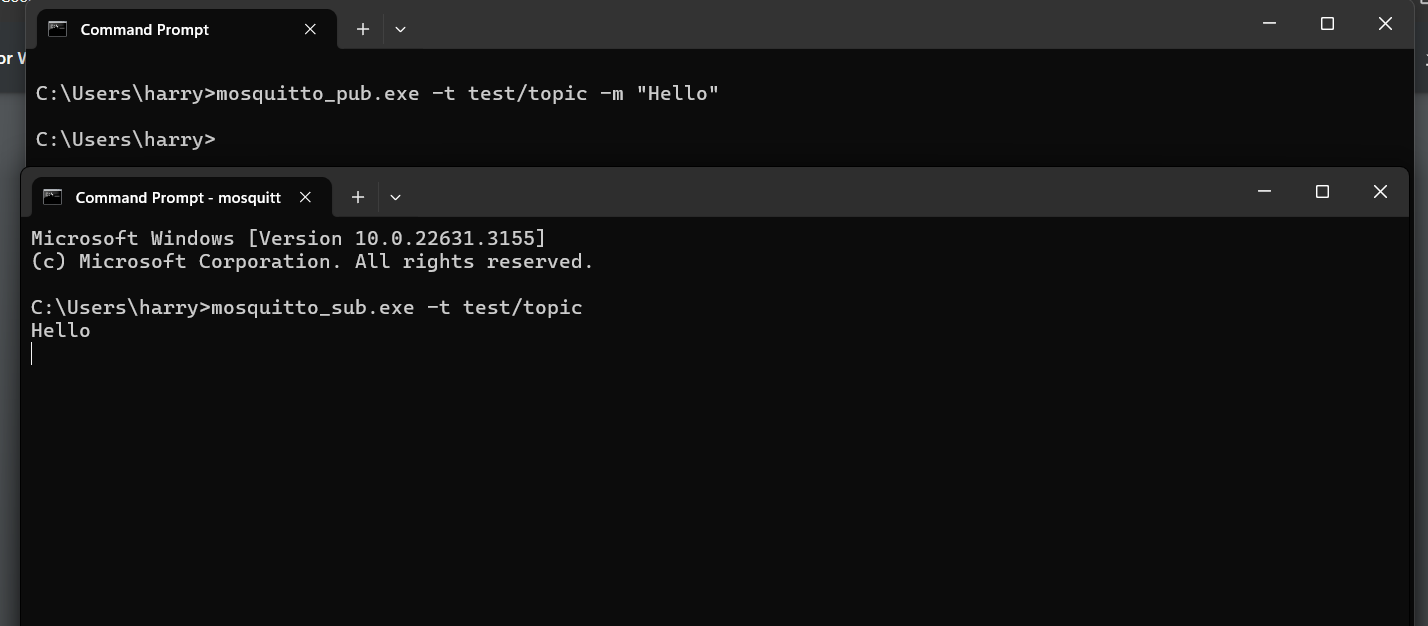 Command Prompt
C:\Users\harry>mosquitto_pub.exe -t test/topic -m "Hello"
C:\Users\harry>
Command Prompt - mosquitt
Microsoft Windows [Version 10.0.22631.3155]
(c) Microsoft Corporation. All rights reserved.
C:\Users\harry>mosquitto_sub.exe -t test/topic
Hello